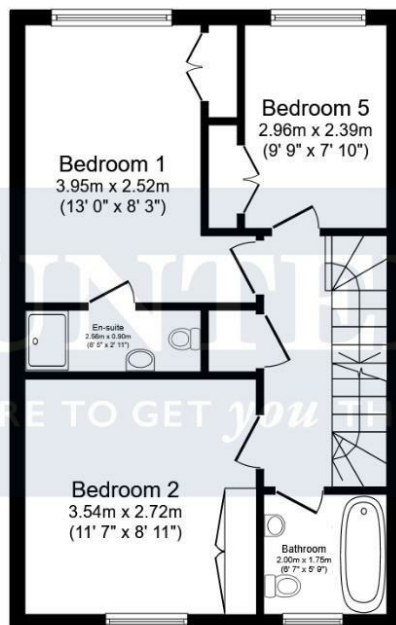 Bedroom 1
3.95m x 2.52m
(13' 0" x 8' 3")
Bedroom 5
2.96m x 2.39m
(9' 9" x 7' 10")
UNTE
En-suite
2.56m x 0.90m
(8' 5" x 2' 11")
RE TO GET you TH
Bedroom 2
3.54m x 2.72m
(11' 7" x 8' 11")
Bathroom
2.00m x 1.75m
(6' 7" x 5' 9")